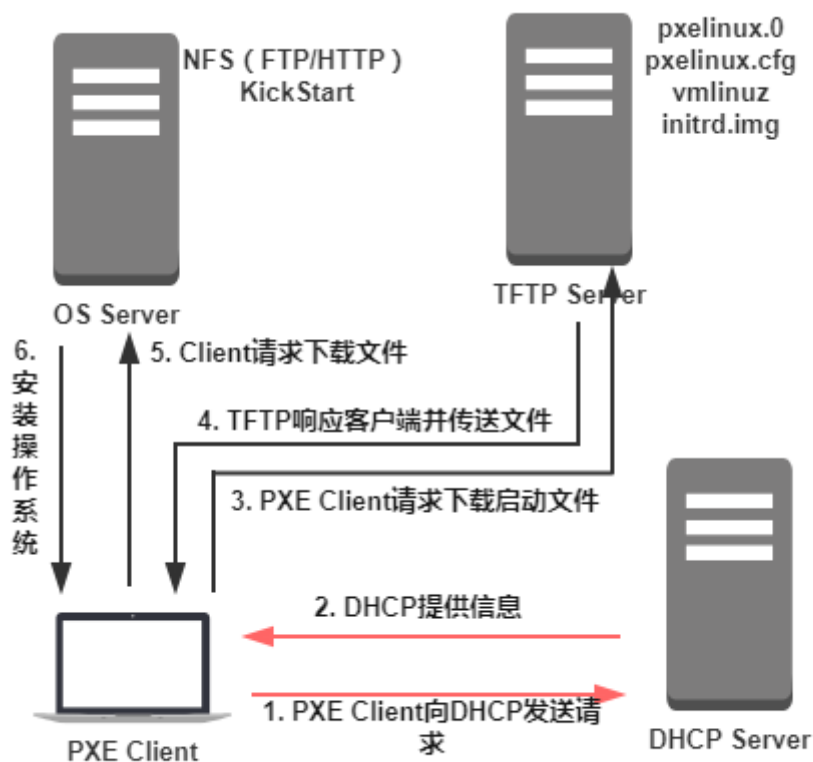 NFS（FTP/HTTP）
KickStart
pxelinux.0
pxelinux.cfg
vmlinuz
initrd.img
OS Server
TFTP Server
6.
安
装
操
作
系
统
5. Client请求下载文件
4. TFTP响应客户端并传送文件
3. PXE Client请求下载启动文件
2. DHCP提供信息
1. PXE Client向DHCP发送请
求
PXE Client
DHCP Server